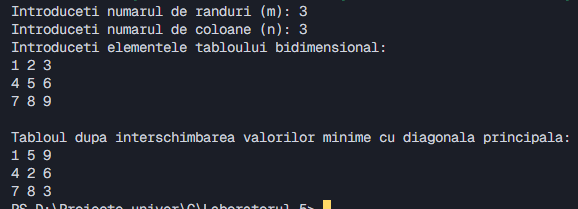 Introduceti numarul de randuri (m): 3
Introduceti numarul de coloane (n): 3
Introduceti elementele tabloului bidimensional:
1 2 3
4 5 6
7 8 9
Tabloul dupa interschimbarea valorilor minime cu diagonala principala:
1 5 9
4 2 6
7 8 3
PS D:\Proiecte univer\C\Laboratorul 5>